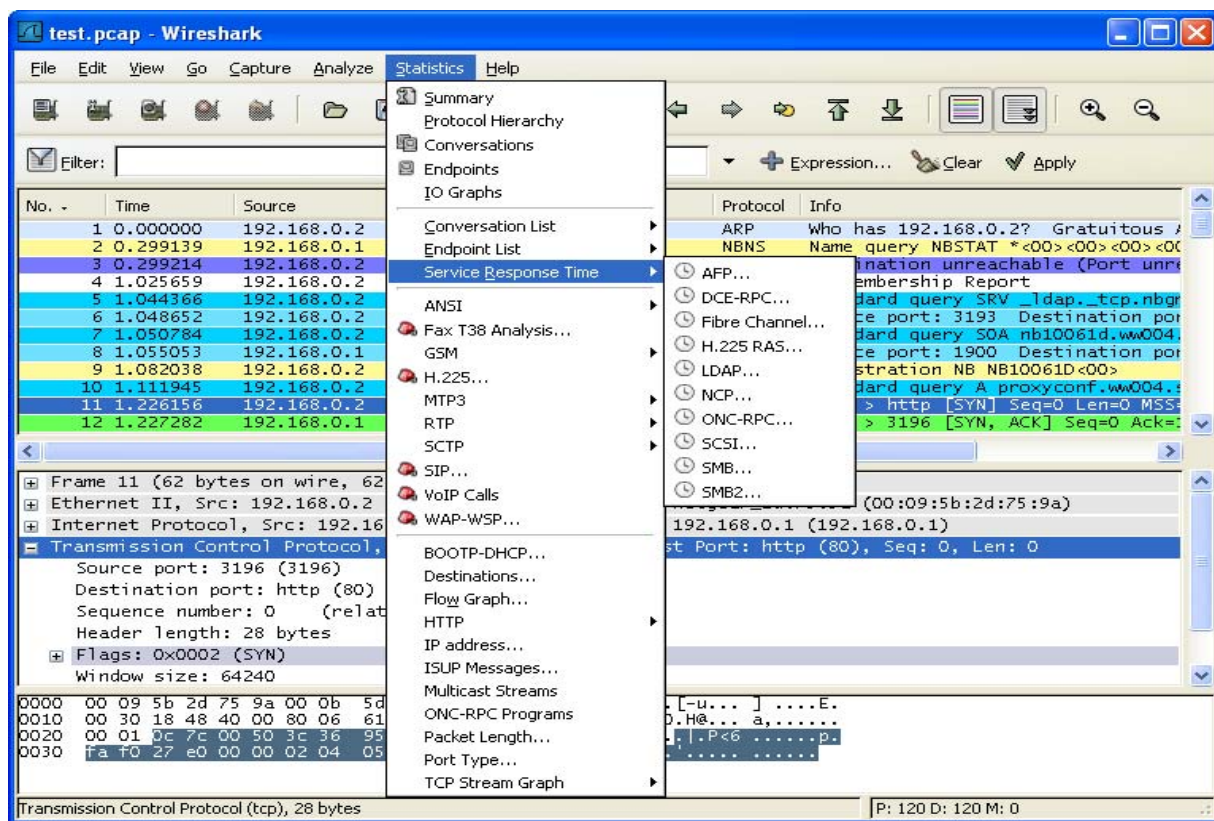 test.pcap - Wireshark
File Edit View Go Capture Analyze Statistics Help
Filter: Expression... Clear Apply
Summary
Protocol Hierarchy
Conversations
Endpoints
IO Graphs
Conversation List
Endpoint List
Service Response Time
ANSI
Fax T38 Analysis...
GSM
H.225...
MTP3
RTP
SCTP
SIP...
VoIP Calls
WAP-WSP...
BOOTP-DHCP...
Destinations...
Flow Graph...
HTTP
IP address...
ISUP Messages...
Multicast Streams
ONC-RPC Programs
Packet Length...
Port Type...
TCP Stream Graph
AFP...
DCE-RPC...
Fibre Channel...
H.225 RAS...
LDAP...
NCP...
ONC-RPC...
SCSI...
SMB...
SMB2...
No. - Time Source Protocol Info
1 0.000000 192.168.0.2 ARP Who has 192.168.0.2? Gratuitous
2 0.299139 192.168.0.1 NBNS Name query NBSTAT *<00><00><00><00
3 0.299214 192.168.0.2 ination unreachable (Port unre
4 1.025659 192.168.0.2 embership Report
5 1.044366 192.168.0.2 dard query SRV _ldap._tcp.nbgm
6 1.048652 192.168.0.2 ce port: 3193 Destination por
7 1.050784 192.168.0.2 dard query SOA nb10061d.ww004.
8 1.055053 192.168.0.1 ce port: 1900 Destination por
9 1.082038 192.168.0.2 stration NB NB10061D<00>
10 1.111945 192.168.0.2 dard query A proxyconf.ww004.s
11 1.226156 192.168.0.2 > http [SYN] Seq=0 Len=0 MSS=
12 1.227282 192.168.0.1 > 3196 [SYN, ACK] Seq=0 Ack=
Frame 11 (62 bytes on wire, 62
Ethernet II, Src: 192.168.0.2 (00:09:5b:2d:75:9a)
Internet Protocol, Src: 192.16 192.168.0.1 (192.168.0.1)
Transmission Control Protocol, st Port: http (80), Seq: 0, Len: 0
Source port: 3196 (3196)
Destination port: http (80)
Sequence number: 0 (relat
Header length: 28 bytes
Flags: 0x0002 (SYN)
Window size: 64240
0000 00 09 5b 2d 75 9a 00 0b 5d .[-u... ] ....E.
0010 00 30 18 48 40 00 80 06 61 0.H@... a,......
0020 00 01 0c 7c 00 50 3c 36 95 ..|.P<6 ......p.
0030 fa f0 27 e0 00 00 02 04 05 ..'..... ......
Transmission Control Protocol (tcp), 28 bytes P: 120 D: 120 M: 0